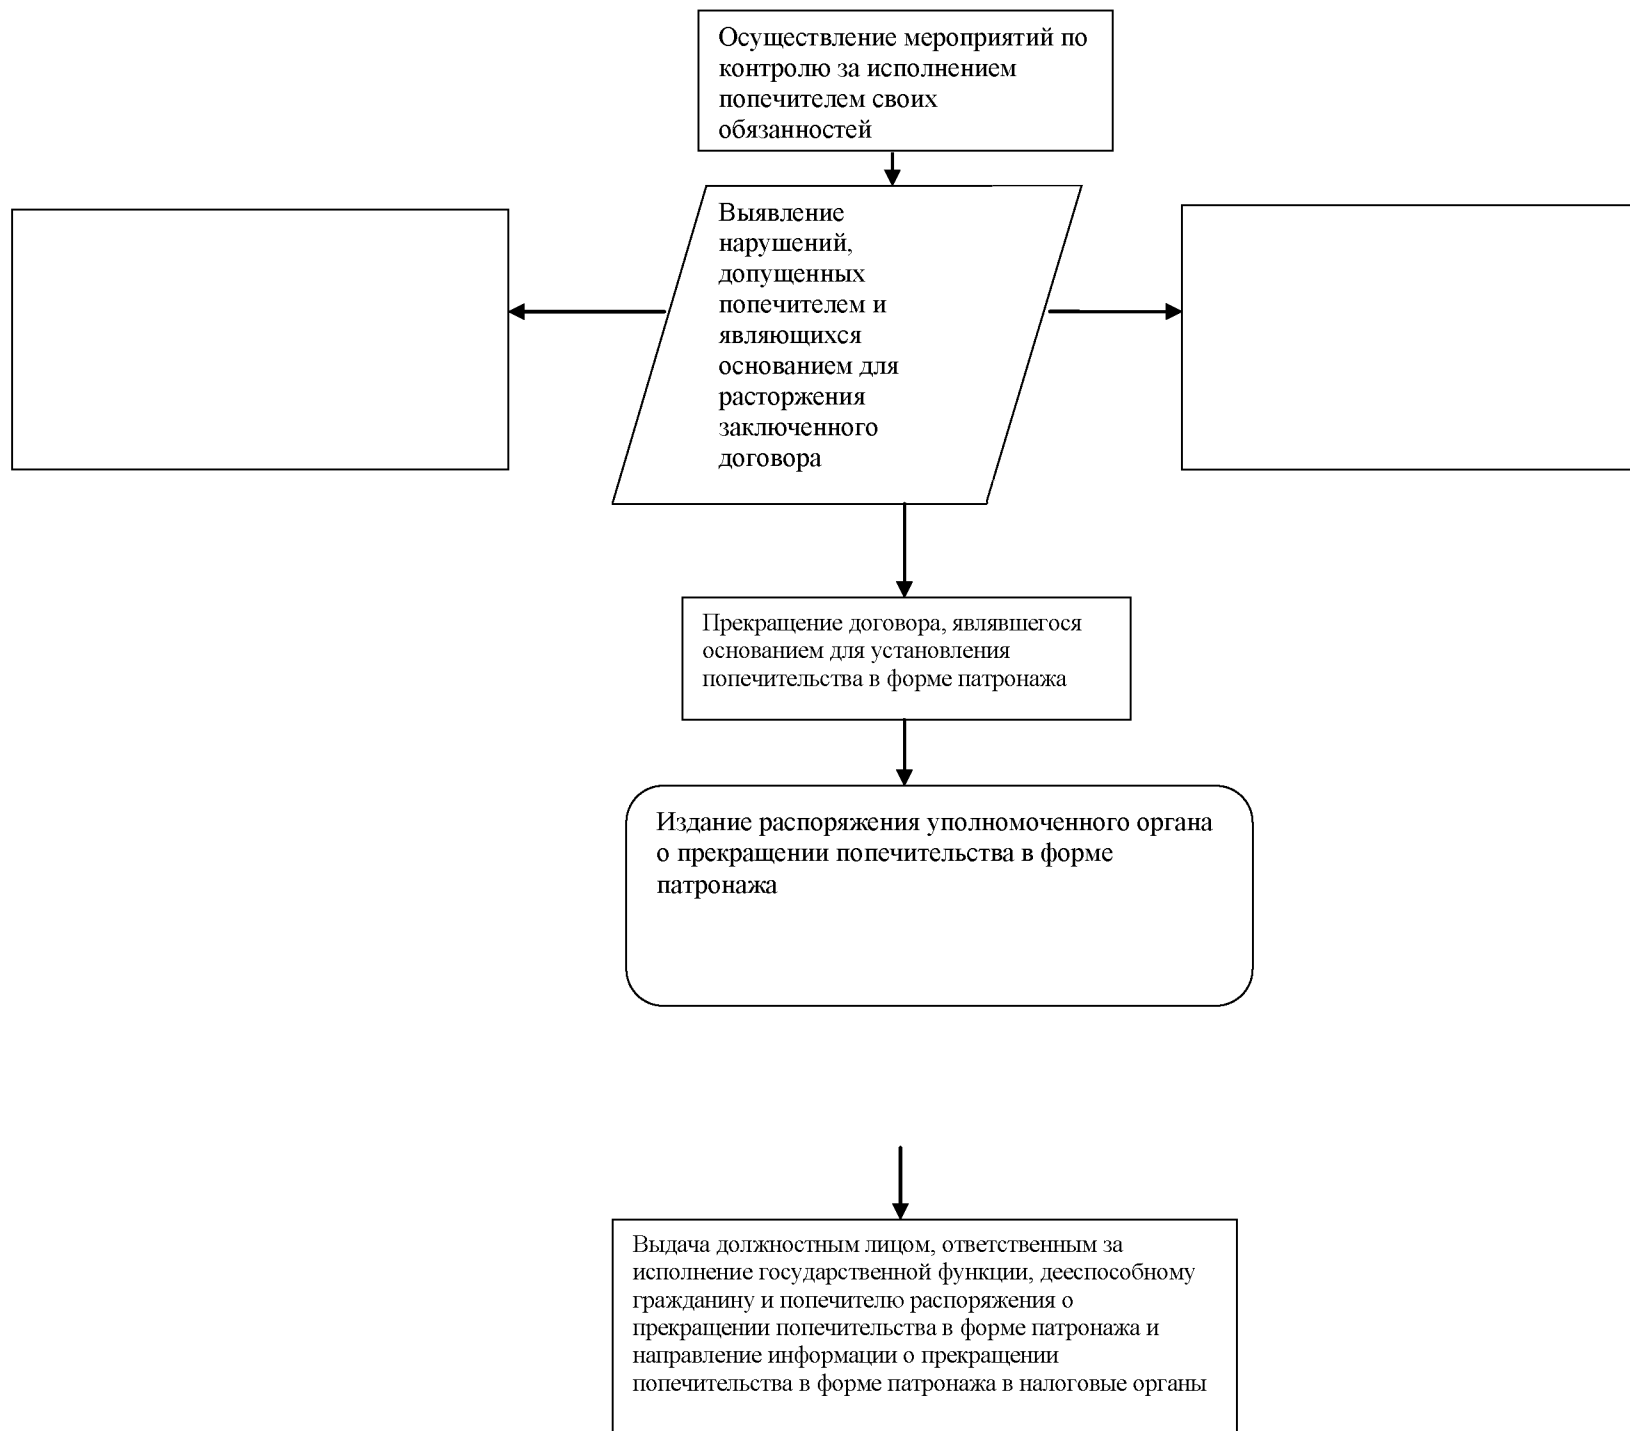 Осуществление мероприятий по
контролю за исполнением
попечителем своих
обязанностей
Выявление
нарушений,
допущенных
попечителем и
являющихся
основанием для
расторжения
заключенного
договора
Прекращение договора, являвшегося
основанием для установления
попечительства в форме патронажа
Издание распоряжения уполномоченного органа
о прекращении попечительства в форме
патронажа
Выдача должностным лицом, ответственным за
исполнение государственной функции, дееспособному
гражданину и попечителю распоряжения о
прекращении попечительства в форме патронажа и
направление информации о прекращении
попечительства в форме патронажа в налоговые органы